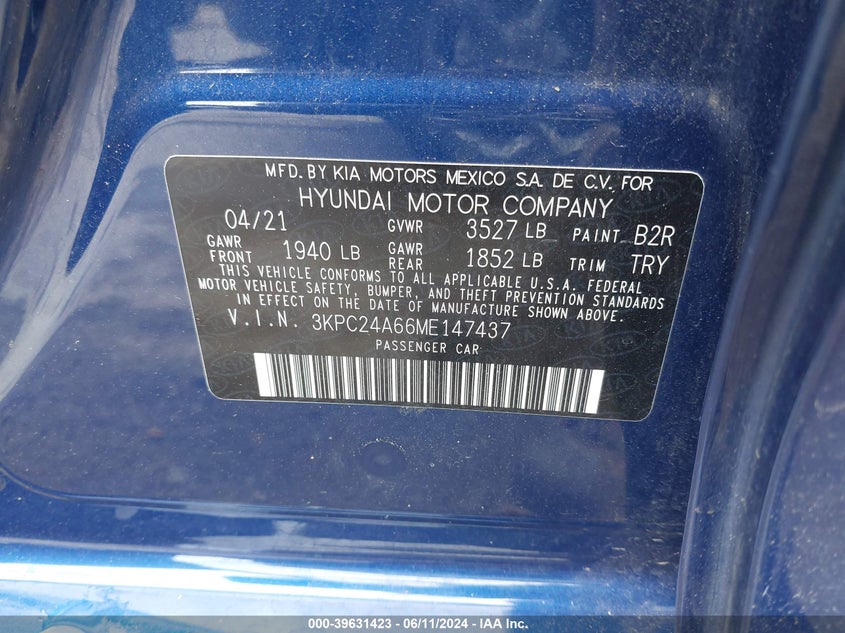 MFD. BY KIA MOTORS MEXICO S.A. DE C.V. FOR
HYUNDAI MOTOR COMPANY
04/21 GVWR 3527 LB PAINT B2R
GAWR FRONT 1940 LB GAWR REAR 1852 LB TRIM TRY
THIS VEHICLE CONFORMS TO ALL APPLICABLE U.S.A. FEDERAL
MOTOR VEHICLE SAFETY, BUMPER, AND THEFT PREVENTION STANDARDS
IN EFFECT ON THE DATE OF MANUFACTURE SHOWN ABOVE.
V.I.N. 3KPC24A66ME147437
PASSENGER CAR
000-39631423 - 06/11/2024 - IAA Inc.